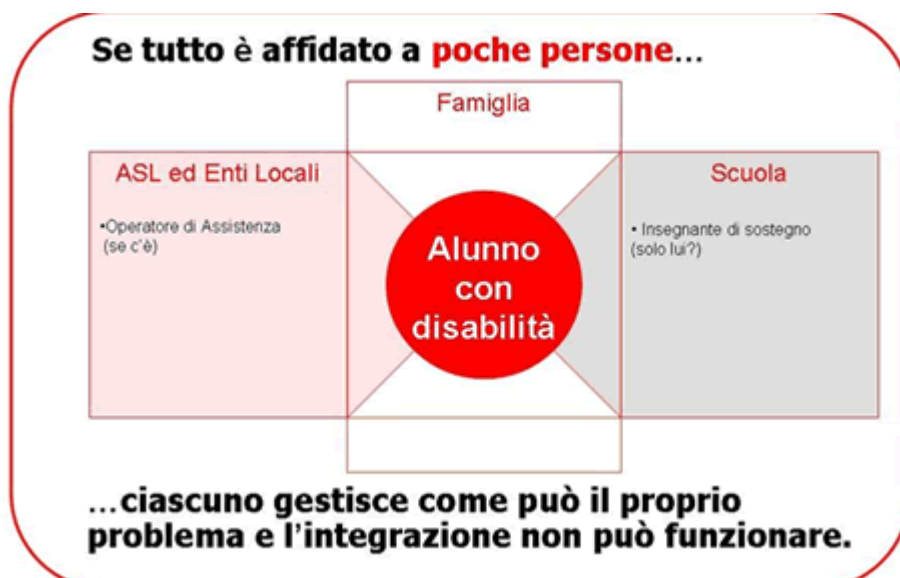 Se tutto è affidato a poche persone...
Famiglia
ASL ed Enti Locali
•Operatore di Assistenza
(se c'è)
Alunno
con
disabilità
Scuola
• Insegnante di sostegno
(solo lui?)
...ciascuno gestisce come può il proprio
problema e l'integrazione non può funzionare.